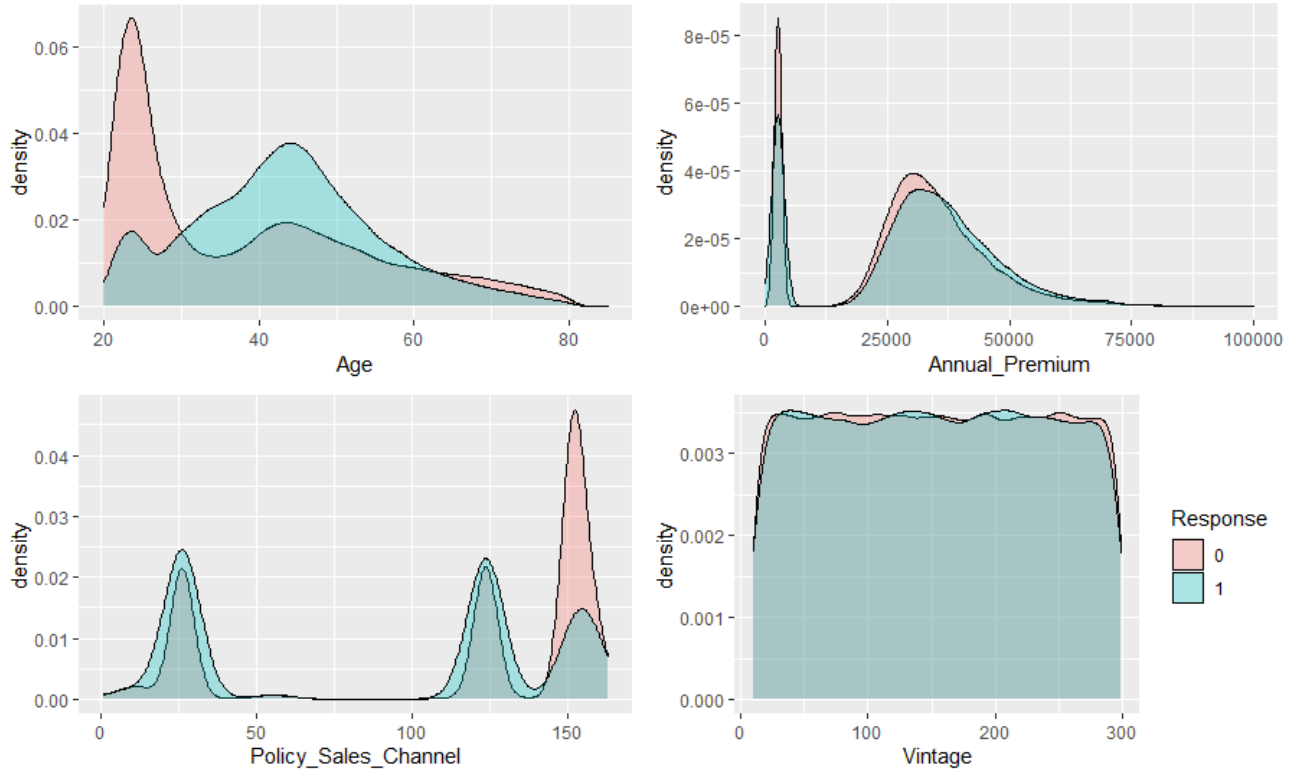 density
0.06
0.04
0.02
0.00
20
40
60
80
Age
density
8e-05
6e-05
4e-05
2e-05
0e+00
0
25000
50000
75000
100000
Annual_Premium
density
0.04
0.03
0.02
0.01
0.00
0
50
100
150
Policy_Sales_Channel
density
0.003
0.002
0.001
0.000
0
100
200
300
Vintage
Response
0
1